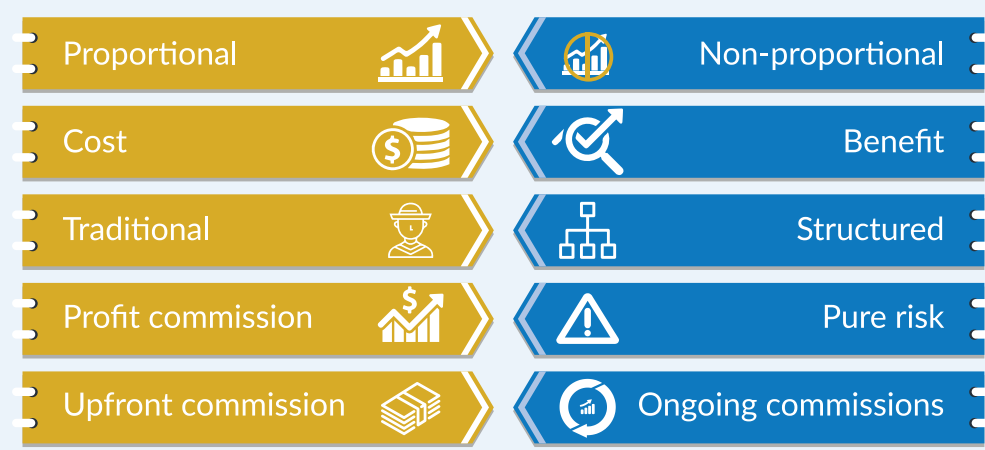 Proportional
Non-proportional
Cost
$
Benefit
Traditional
Structured
Profit commission
$
Pure risk
Upfront commission
Ongoing commissions